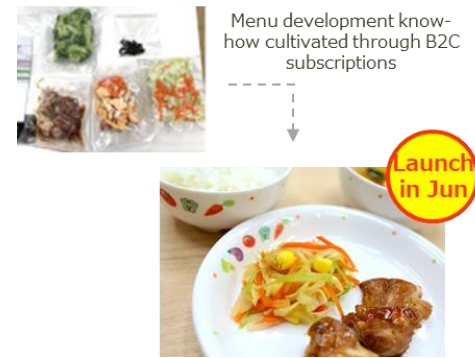 Menu development know-
how cultivated through B2C
subscriptions
Launch
in Jun